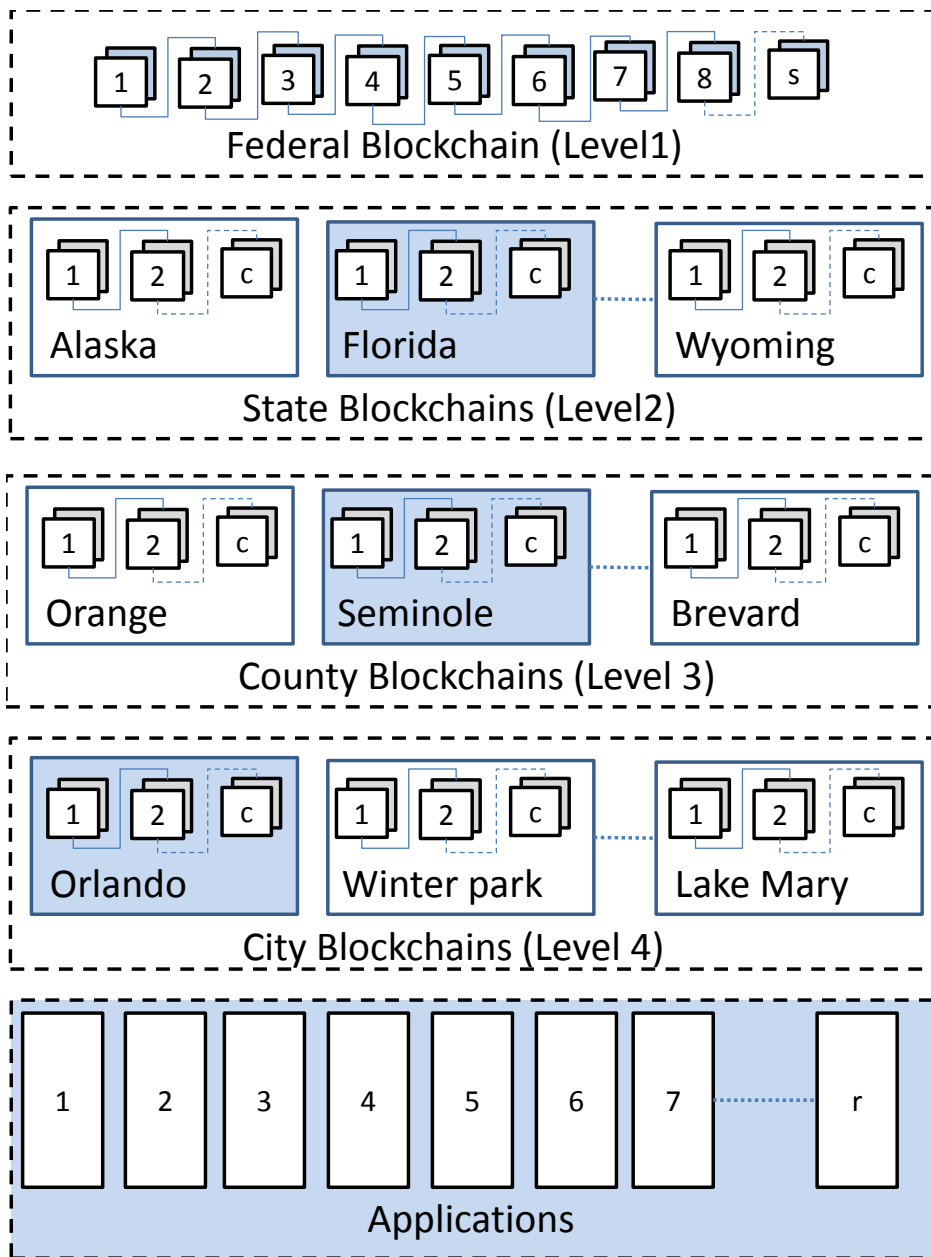 1 2 3 4 5 6 7 8 s
Federal Blockchain (Level1)
1 2 c 1 2 c 1 2 c
Alaska Florida Wyoming
State Blockchains (Level2)
1 2 c 1 2 c 1 2 c
Orange Seminole Brevard
County Blockchains (Level 3)
1 2 c 1 2 c 1 2 c
Orlando Winter park Lake Mary
City Blockchains (Level 4)
1 2 3 4 5 6 7 r
Applications